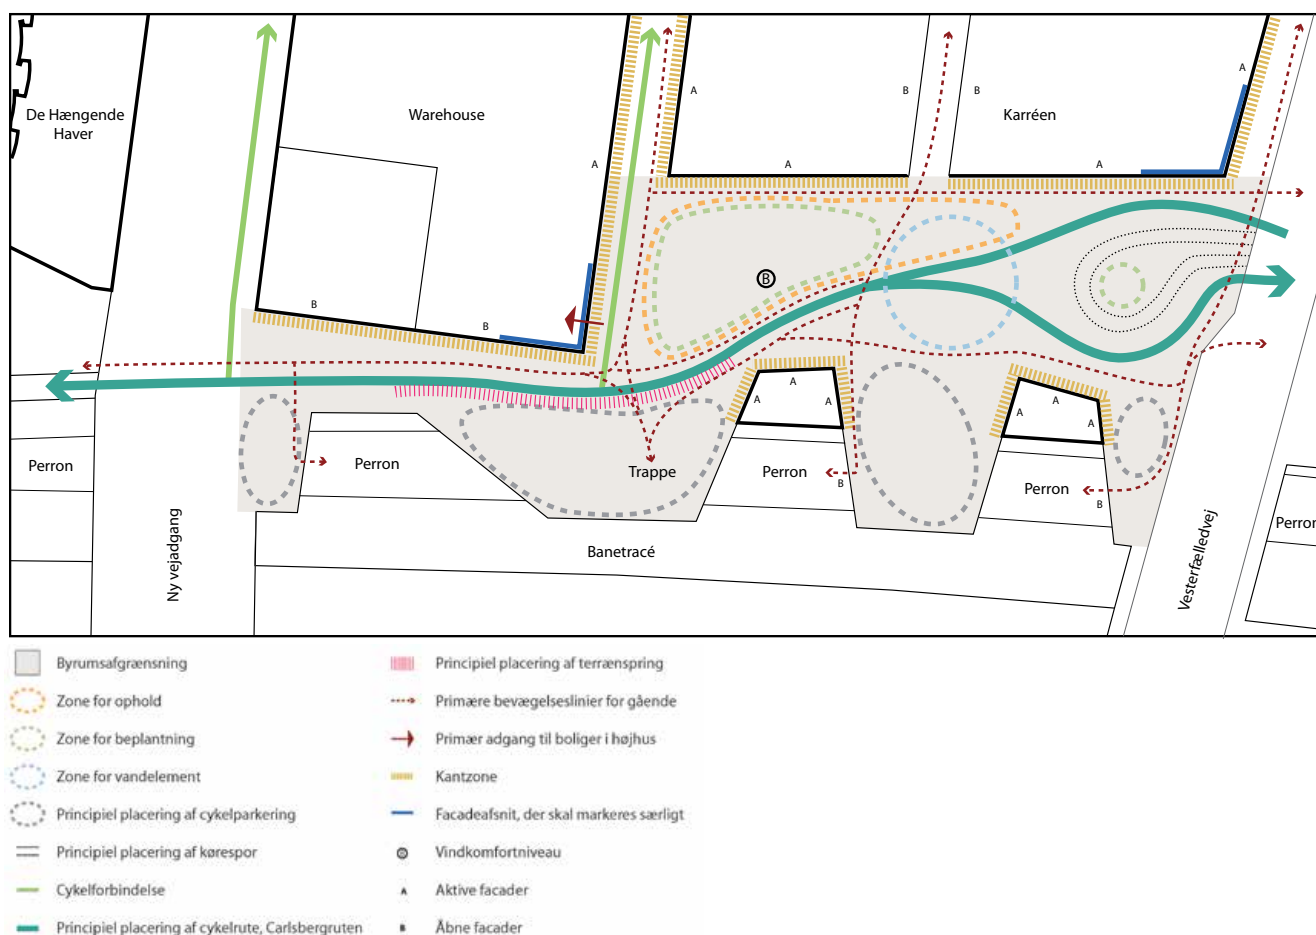 De Hængende
Haver
Warehouse
A
B
B
A
Karréen
A
A
A
B
B
B
B
Ⓑ
A
A
A
A
A
A
Perron
Perron
Trappe
Perron
B
Perron
B
Perron
Ny vejadgang
Banetracé
Vesterfælledvej
Byrumsafgrænsning
Zone for ophold
Zone for beplantning
Zone for vandelement
Principiel placering af cykelparkering
Principiel placering af kørespor
Cykelforbindelse
Principiel placering af cykelrute, Carlsbergruten
Principiel placering af terrænspring
Primære bevægelseslinier for gående
Primær adgang til boliger i højhus
Kantzone
Facadeafsnit, der skal markeres særligt
Vindkomfortniveau
A Aktive facader
B Åbne facader